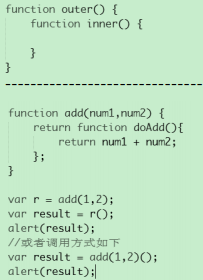 function outer() {
    function inner() {

    }
}
--------------------------------
function add(num1,num2) {
    return function doAdd(){
        return num1 + num2;
    };
}

var r = add(1,2);
var result = r();
alert(result);
//或者调用方式如下
var result = add(1,2)();
alert(result);